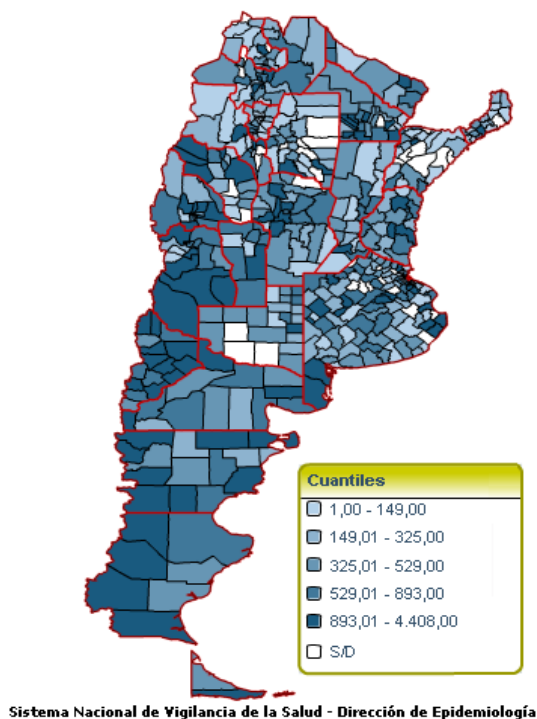 Cuantiles
1,00 - 149,00
149,01 - 325,00
325,01 - 529,00
529,01 - 893,00
893,01 - 4.408,00
S/D
Sistema Nacional de Vigilancia de la Salud - Dirección de Epidemiología